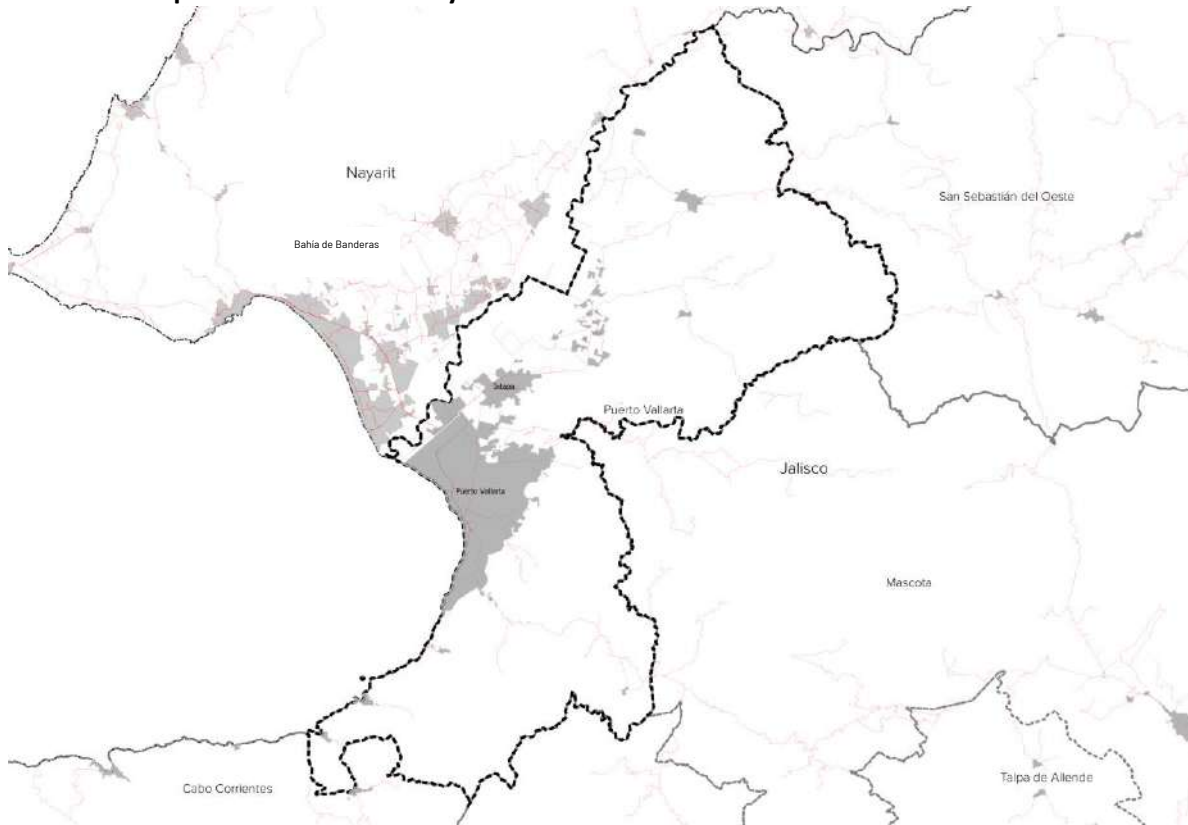 Nayarit
San Sebastián del Oeste
Bahía de Banderas
Ixtapa
Puerto Vallarta
Jalisco
Puerto Vallarta
Mascota
Talpa de Allende
Cabo Corrientes